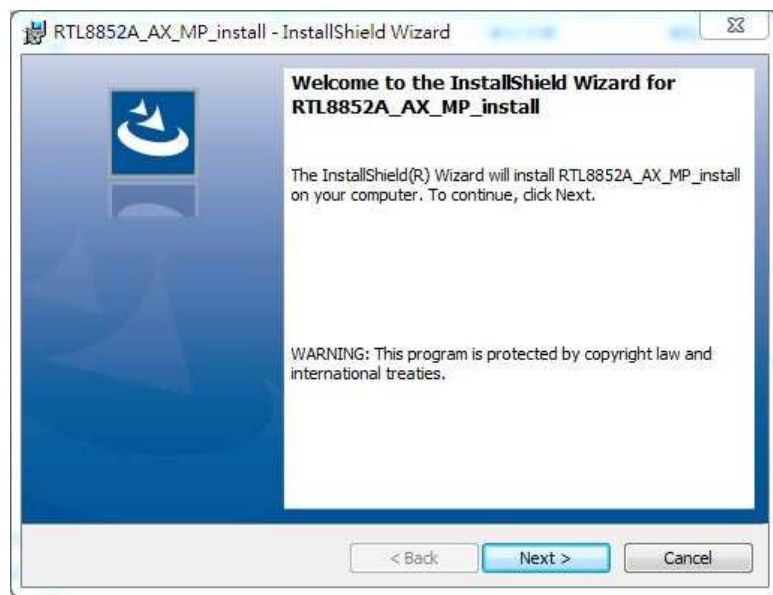 RTL8852A_AX_MP_install - InstallShield Wizard
Welcome to the InstallShield Wizard for
RTL8852A_AX_MP_install
The InstallShield(R) Wizard will install RTL8852A_AX_MP_install
on your computer. To continue, click Next.
WARNING: This program is protected by copyright law and
international treaties.
< Back
Next >
Cancel